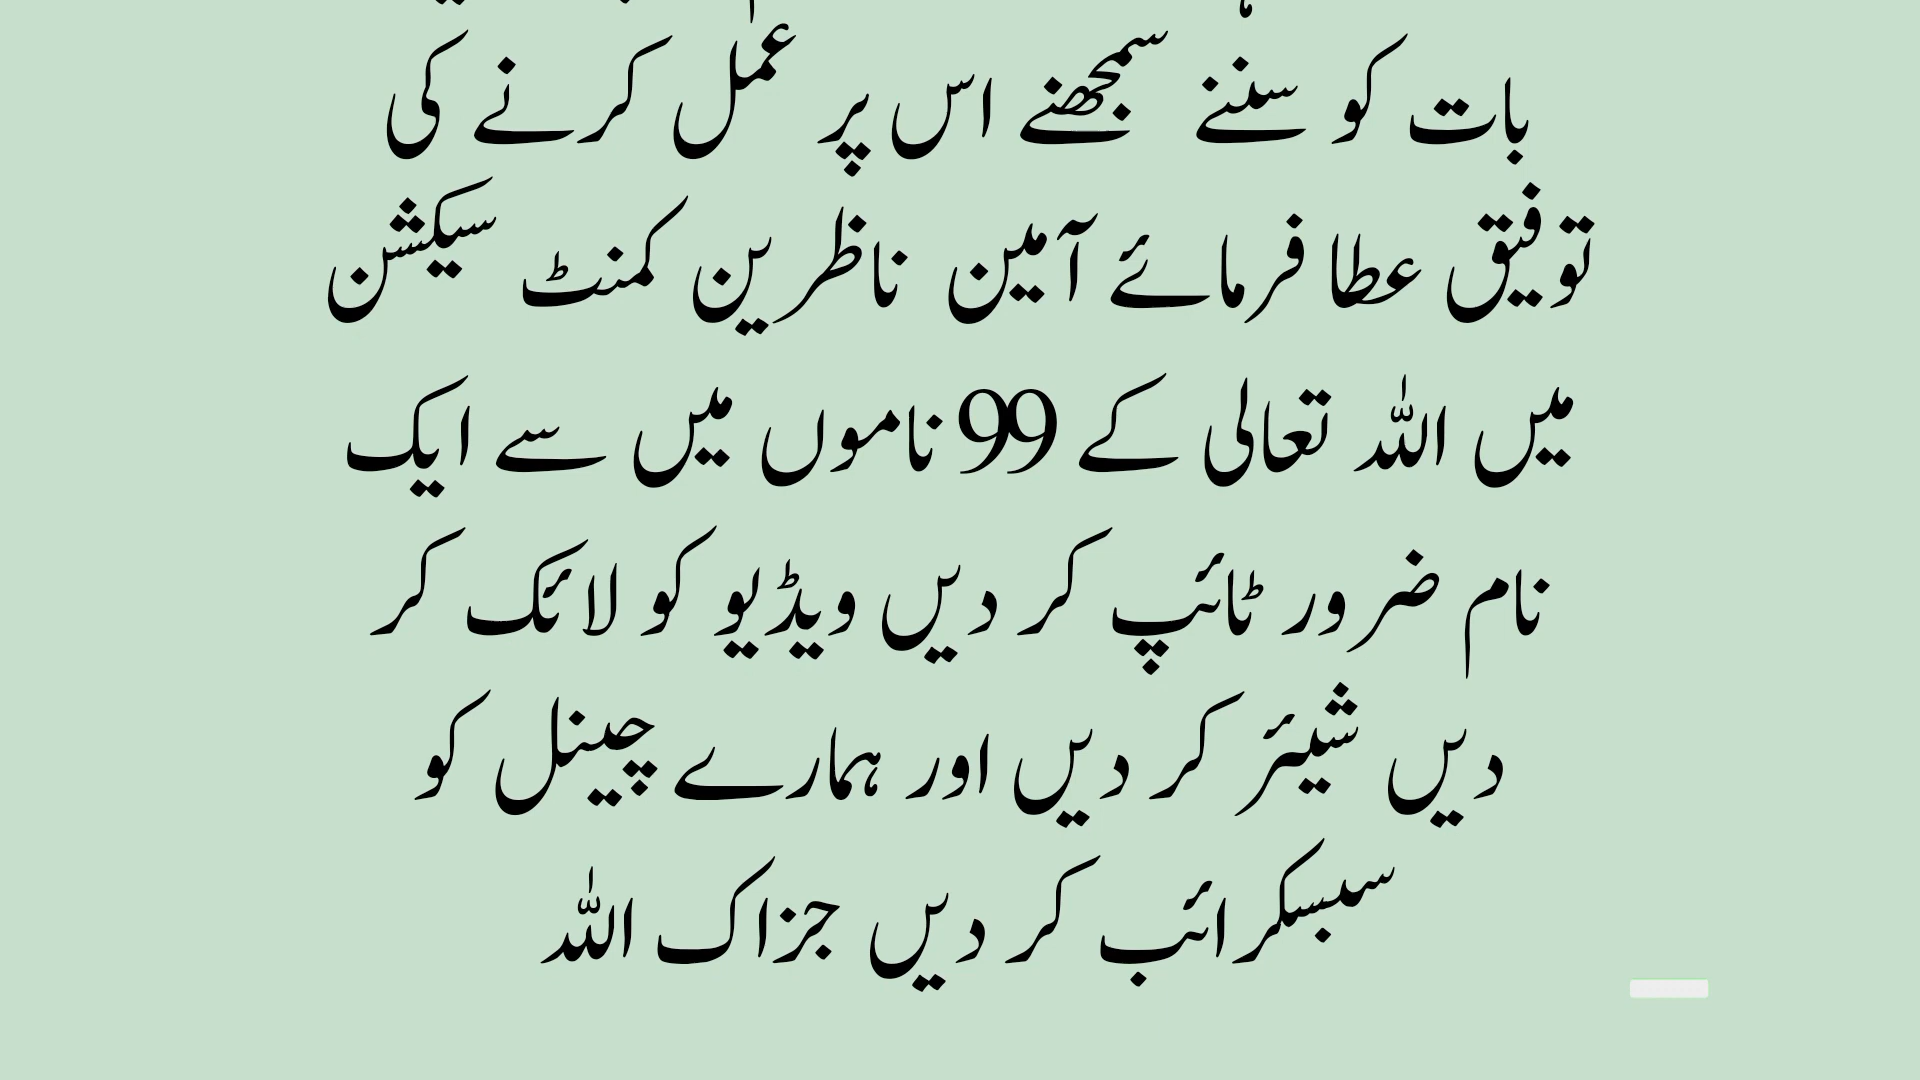 بات کو سننے سمجھنے اس پر عمل کرنے کی
توفیق عطا فرمائے آمین ناظرین کمنٹ سیکشن
میں اللہ تعالی کے 99 ناموں میں سے ایک
نام ضرور ٹائپ کر دیں ویڈیو کو لائک کر
دیں شیئر کر دیں اور ہمارے چینل کو
سبسکرائب کر دیں جزاک اللہ